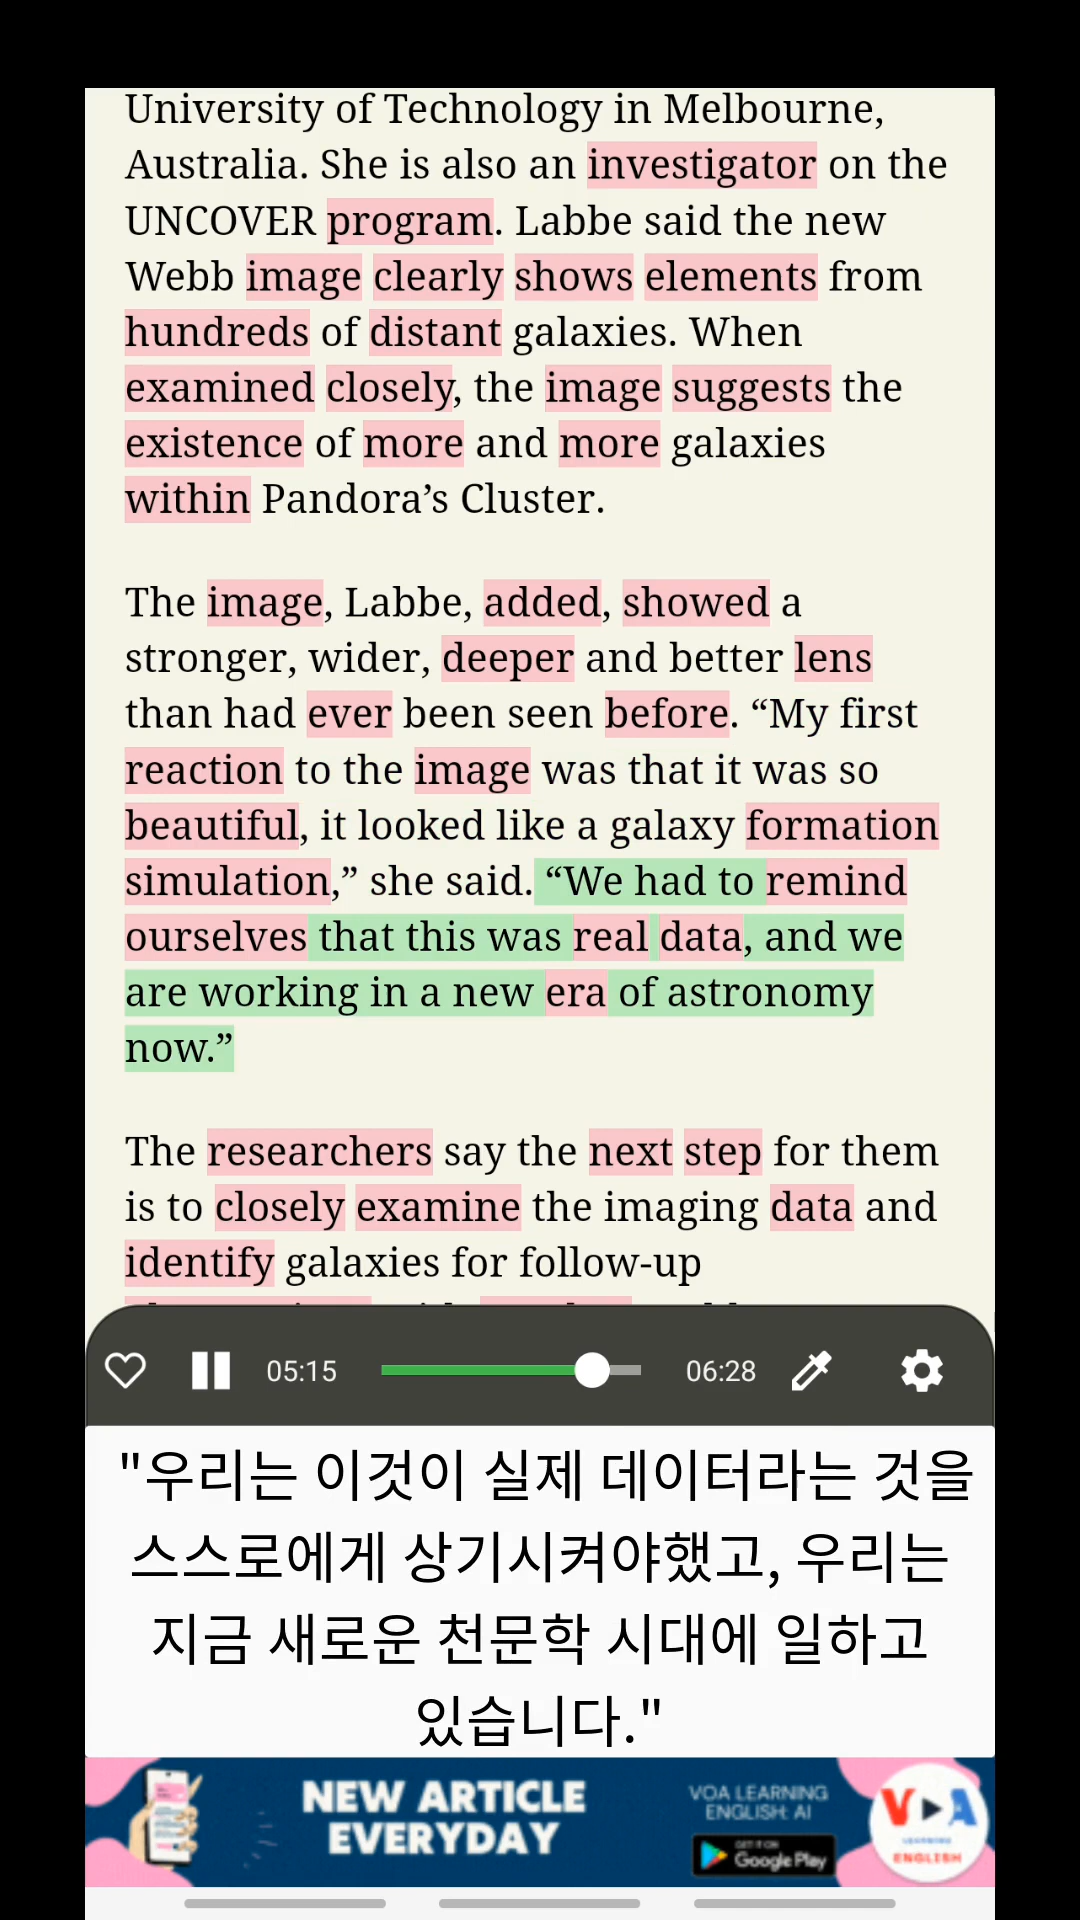 University of Technology in Melbourne,
Australia. She is also an investigator on the
UNCOVER program. Labbe said the new
Webb image clearly shows elements from
hundreds of distant galaxies. When
examined closely, the image suggests the
existence of more and more galaxies
within Pandora’s Cluster.
The image, Labbe, added, showed a
stronger, wider, deeper and better lens
than had ever been seen before. “My first
reaction to the image was that it was so
beautiful, it looked like a galaxy formation
simulation,” she said. “We had to remind
ourselves that this was real data, and we
are working in a new era of astronomy
now.”
The researchers say the next step for them
is to closely examine the imaging data and
identify galaxies for follow-up
05:15
06:28
"우리는 이것이 실제 데이터라는 것을
스스로에게 상기시켜야했고, 우리는
지금 새로운 천문학 시대에 일하고
있습니다."
NEW ARTICLE
EVERYDAY
VOA LEARNING
ENGLISH: AI
GET IT ON
Google Play
VOA
LEARNING
ENGLISH